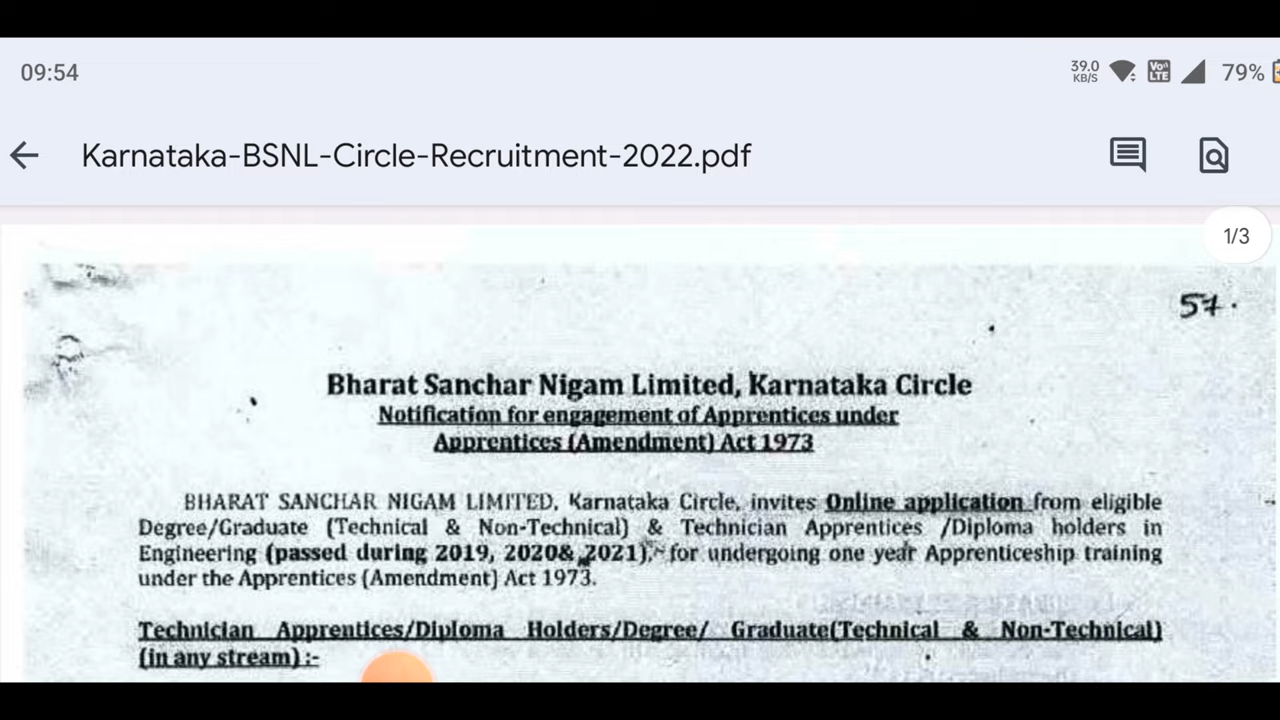 09:54
39.0 KB/S
Vo)) LTE
79%
Karnataka-BSNL-Circle-Recruitment-2022.pdf
1/3
57.
Bharat Sanchar Nigam Limited, Karnataka Circle
Notification for engagement of Apprentices under
Apprentices (Amendment) Act 1973
BHARAT SANCHAR NIGAM LIMITED, Karnataka Circle, invites Online application from eligible
Degree/Graduate (Technical & Non-Technical) & Technician Apprentices /Diploma holders in
Engineering (passed during 2019, 2020& 2021), for undergoing one year Apprenticeship training
under the Apprentices (Amendment) Act 1973.
Technician Apprentices/Diploma Holders/Degree/ Graduate(Technical & Non-Technical)
(in any stream) :-